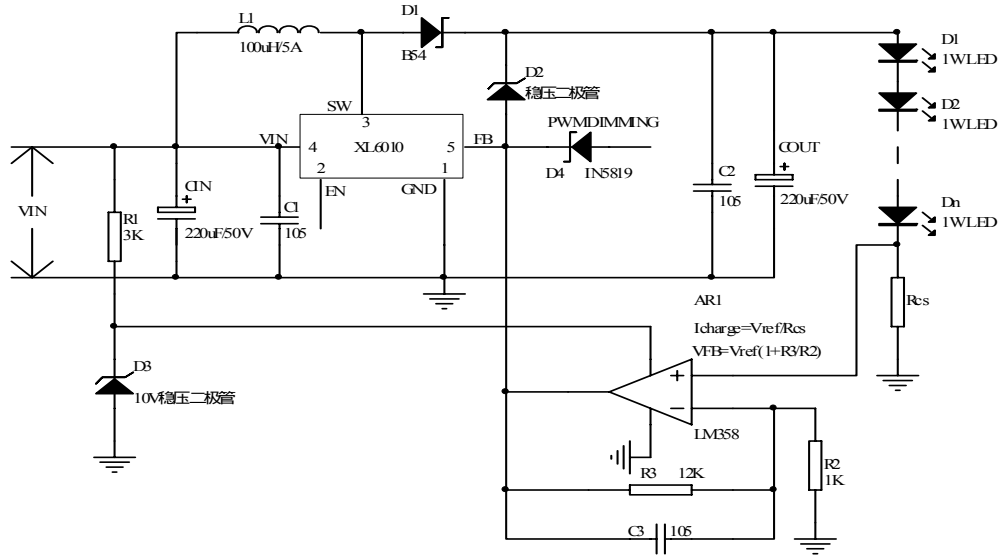 L1
100uH/5A
D1
B54
D2
稳压二极管
SW
3
VIN
4
XL6010
5
FB
2
1
EN
GND
PWMDIMMING
D4
IN5819
VIN
R1
3K
CIN
+
220uF/50V
C1
105
C2
105
COUT
+
220uF/50V
D1
1WLED
D2
1WLED
Dn
1WLED
Rcs
AR1
Icharge=Vref/Rcs
VFB=Vref(1+R3/R2)
D3
10V稳压二极管
+
−
LM358
R3
12K
R2
1K
C3
105